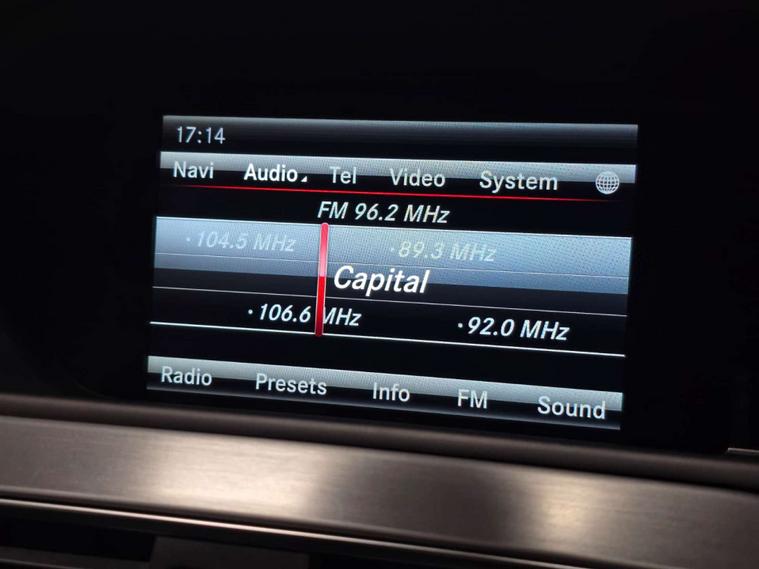 17:14
Navi Audio Tel Video System
FM 96.2 MHz
·104.5 MHz ·89.3 MHz
Capital
·106.6 MHz ·92.0 MHz
Radio Presets Info FM Sound